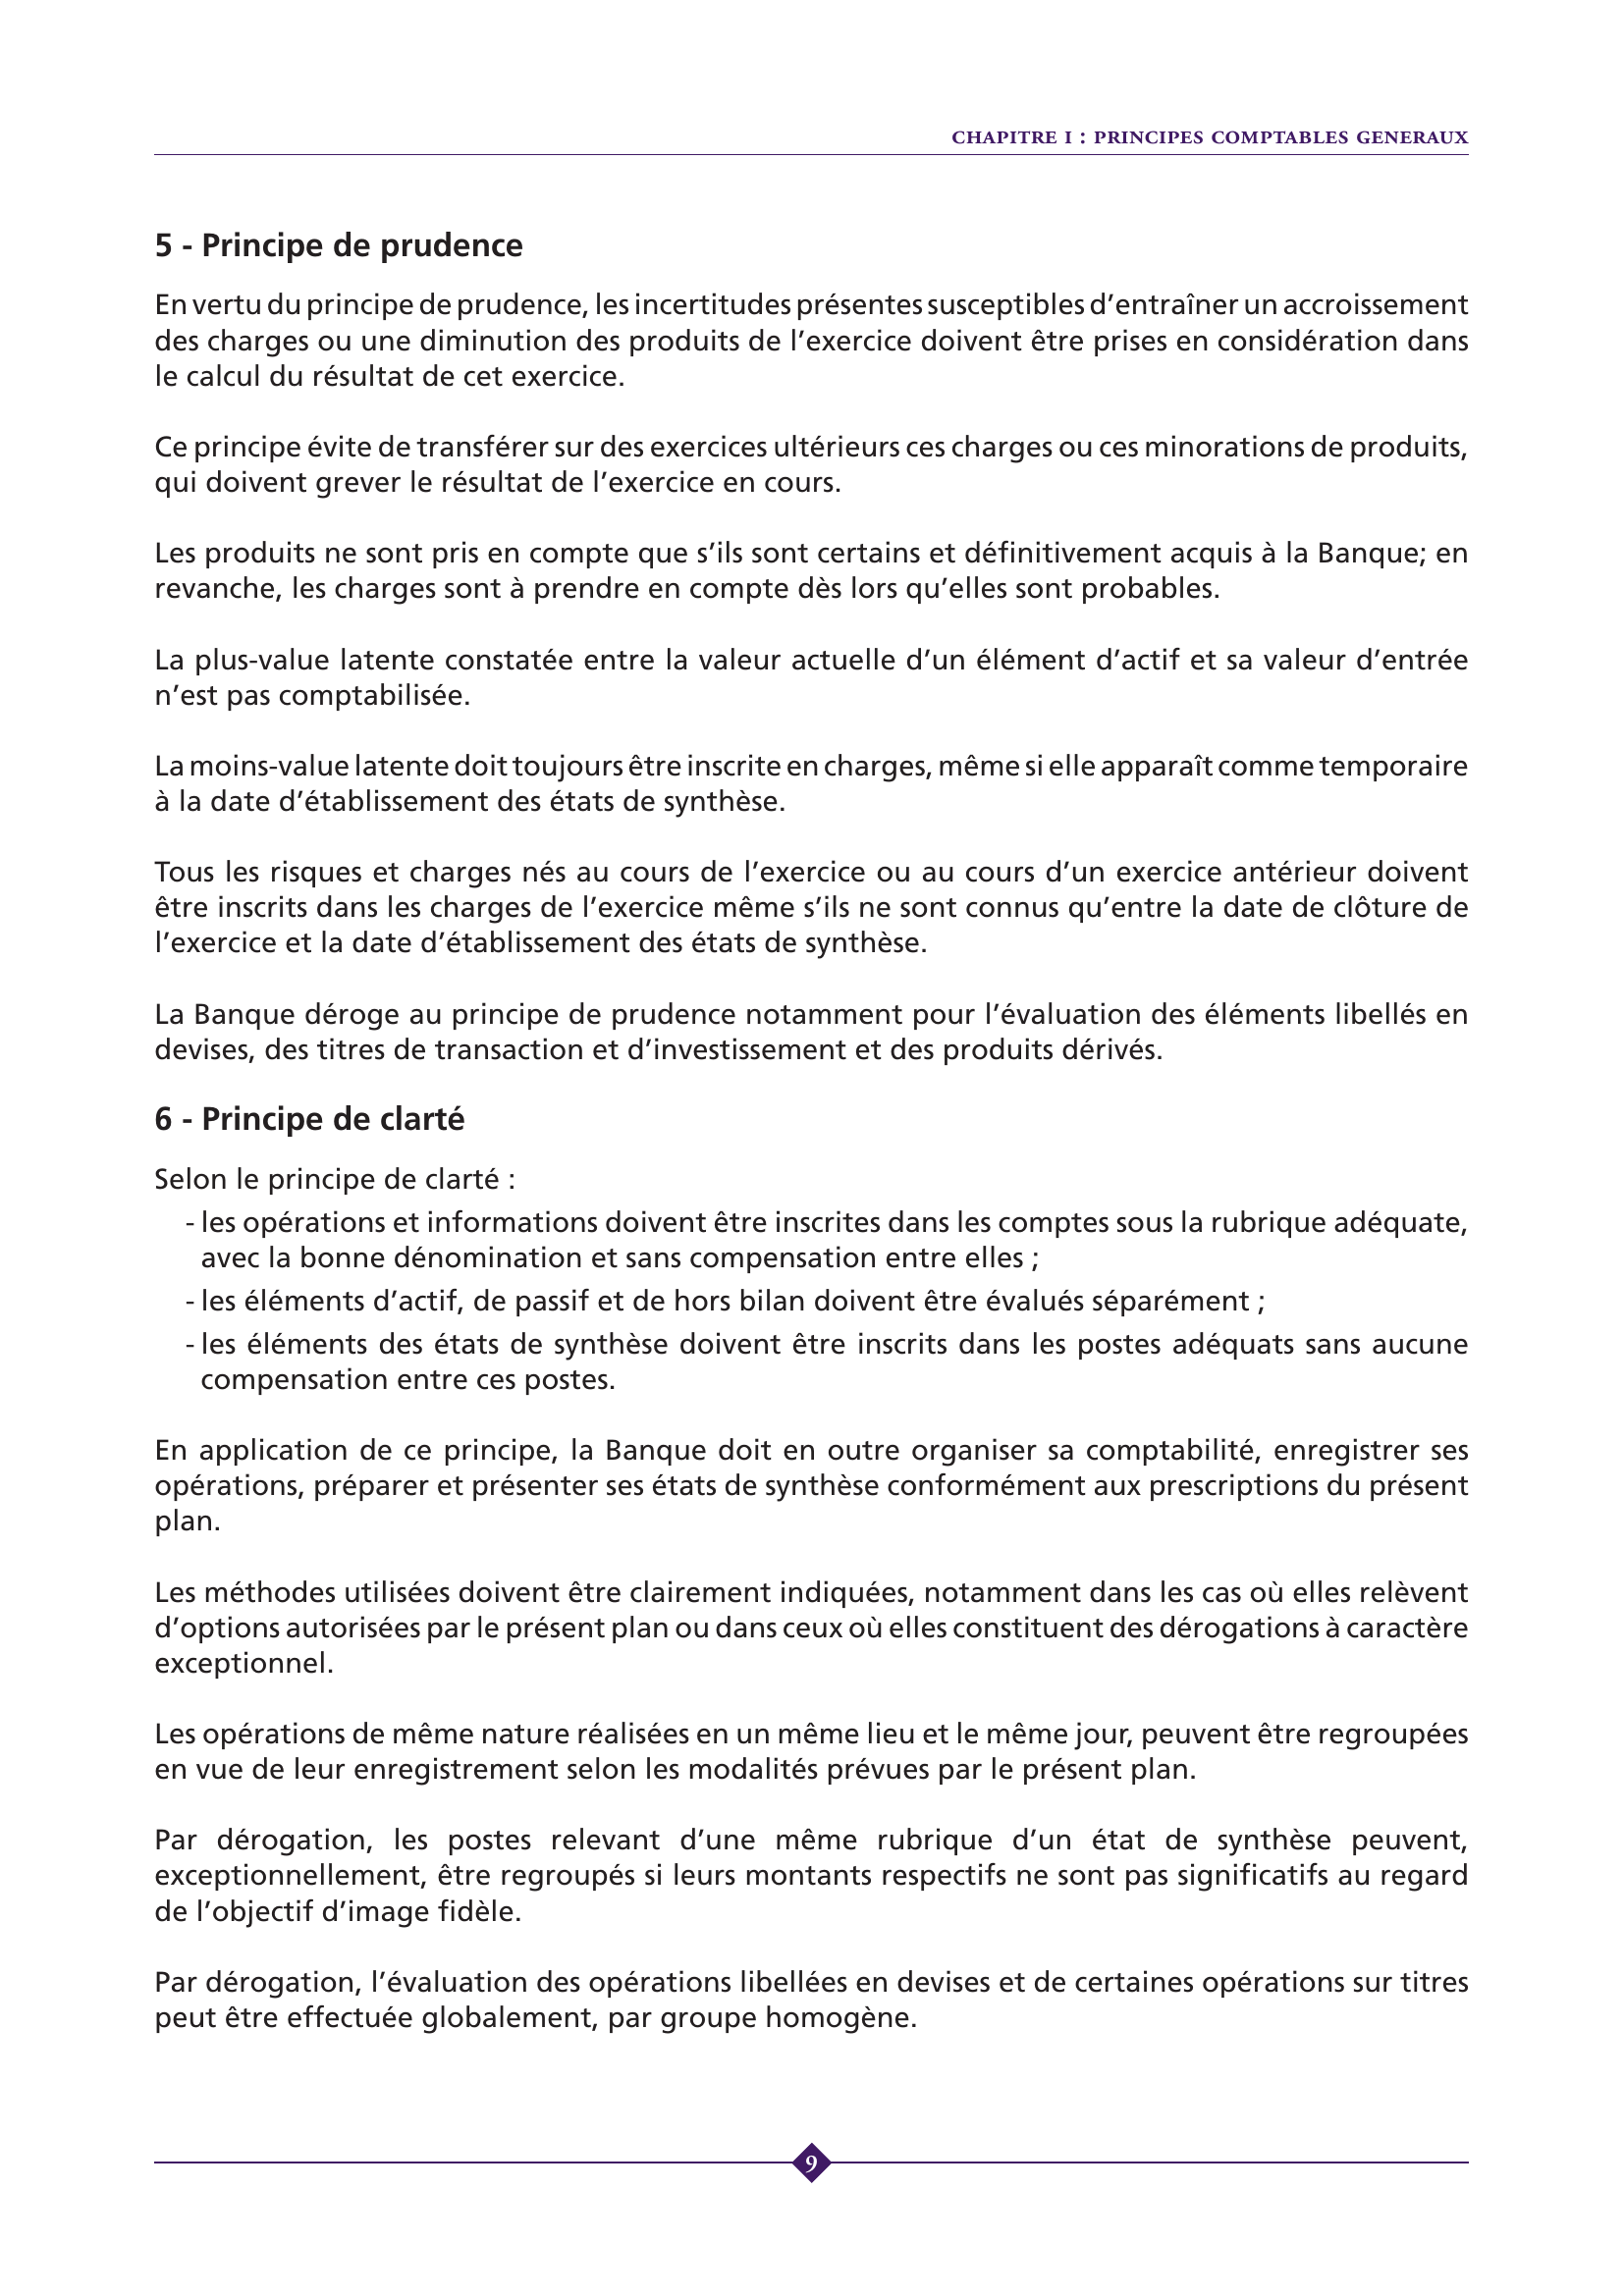 CHAPITRE I : PRINCIPES COMPTABLES GENERAUX
5 - Principe de prudence
En vertu du principe de prudence, les incertitudes présentes susceptibles d’entraîner un accroissement
des charges ou une diminution des produits de l’exercice doivent être prises en considération dans
le calcul du résultat de cet exercice.
Ce principe évite de transférer sur des exercices ultérieurs ces charges ou ces minorations de produits,
qui doivent grever le résultat de l’exercice en cours.
Les produits ne sont pris en compte que s’ils sont certains et définitivement acquis à la Banque; en
revanche, les charges sont à prendre en compte dès lors qu’elles sont probables.
La plus-value latente constatée entre la valeur actuelle d’un élément d’actif et sa valeur d’entrée
n’est pas comptabilisée.
La moins-value latente doit toujours être inscrite en charges, même si elle apparaît comme temporaire
à la date d’établissement des états de synthèse.
Tous les risques et charges nés au cours de l’exercice ou au cours d’un exercice antérieur doivent
être inscrits dans les charges de l’exercice même s’ils ne sont connus qu’entre la date de clôture de
l’exercice et la date d’établissement des états de synthèse.
La Banque déroge au principe de prudence notamment pour l’évaluation des éléments libellés en
devises, des titres de transaction et d’investissement et des produits dérivés.
6 - Principe de clarté
Selon le principe de clarté :
- les opérations et informations doivent être inscrites dans les comptes sous la rubrique adéquate,
avec la bonne dénomination et sans compensation entre elles ;
- les éléments d’actif, de passif et de hors bilan doivent être évalués séparément ;
- les éléments des états de synthèse doivent être inscrits dans les postes adéquats sans aucune
compensation entre ces postes.
En application de ce principe, la Banque doit en outre organiser sa comptabilité, enregistrer ses
opérations, préparer et présenter ses états de synthèse conformément aux prescriptions du présent
plan.
Les méthodes utilisées doivent être clairement indiquées, notamment dans les cas où elles relèvent
d’options autorisées par le présent plan ou dans ceux où elles constituent des dérogations à caractère
exceptionnel.
Les opérations de même nature réalisées en un même lieu et le même jour, peuvent être regroupées
en vue de leur enregistrement selon les modalités prévues par le présent plan.
Par dérogation, les postes relevant d’une même rubrique d’un état de synthèse peuvent,
exceptionnellement, être regroupés si leurs montants respectifs ne sont pas significatifs au regard
de l’objectif d’image fidèle.
Par dérogation, l’évaluation des opérations libellées en devises et de certaines opérations sur titres
peut être effectuée globalement, par groupe homogène.
9